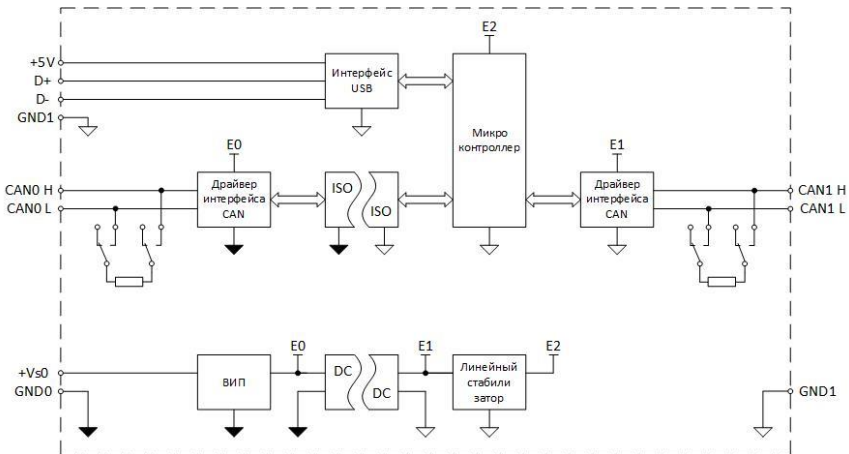 E2
+5V
D+
D-
GND1
Интерфейс
USB
Микро
контроллер
E0
E1
CAN0 H
CAN0 L
Драйвер
интерфейса
CAN
ISO
ISO
Драйвер
интерфейса
CAN
CAN1 H
CAN1 L
E0
E1
E2
+Vs0
GND0
ВИП
DC
DC
Линейный
стабили
затор
GND1